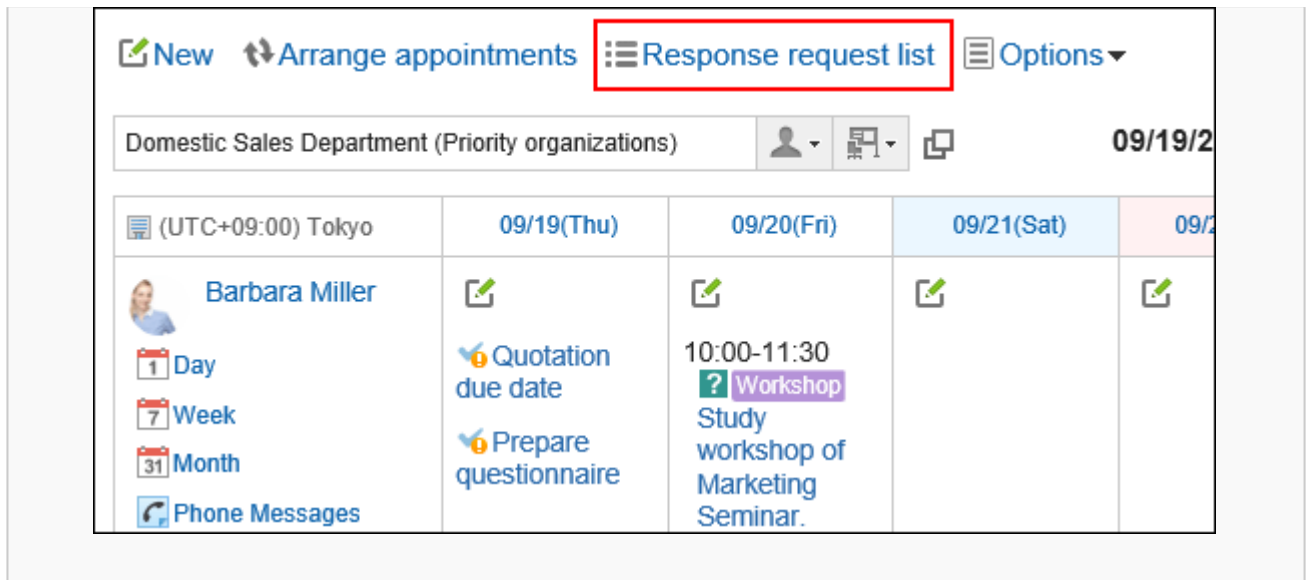 New Arrange appointments Response request list Options
Domestic Sales Department (Priority organizations) 09/19/2
(UTC+09:00) Tokyo 09/19(Thu) 09/20(Fri) 09/21(Sat) 09/2
Barbara Miller
1 Day
7 Week
31 Month
Phone Messages
Quotation
due date
Prepare
questionnaire
10:00-11:30
? Workshop
Study
workshop of
Marketing
Seminar.